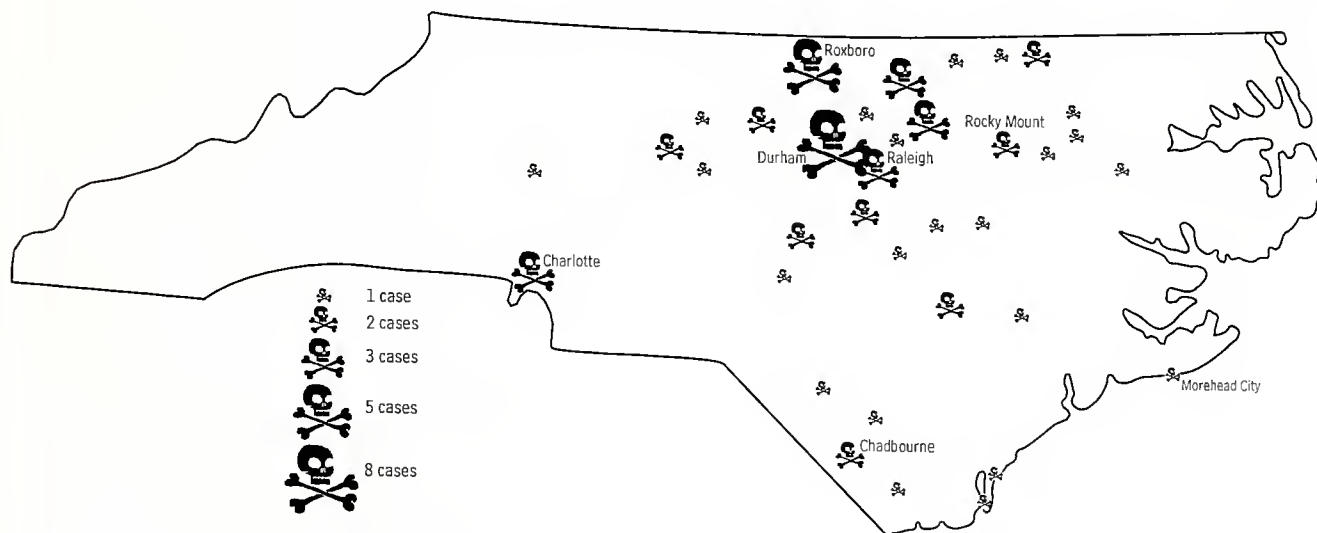 Roxboro
Rocky Mount
Durham
Raleigh
Charlotte
1 case
2 cases
3 cases
5 cases
8 cases
Morehead City
Chadbourne